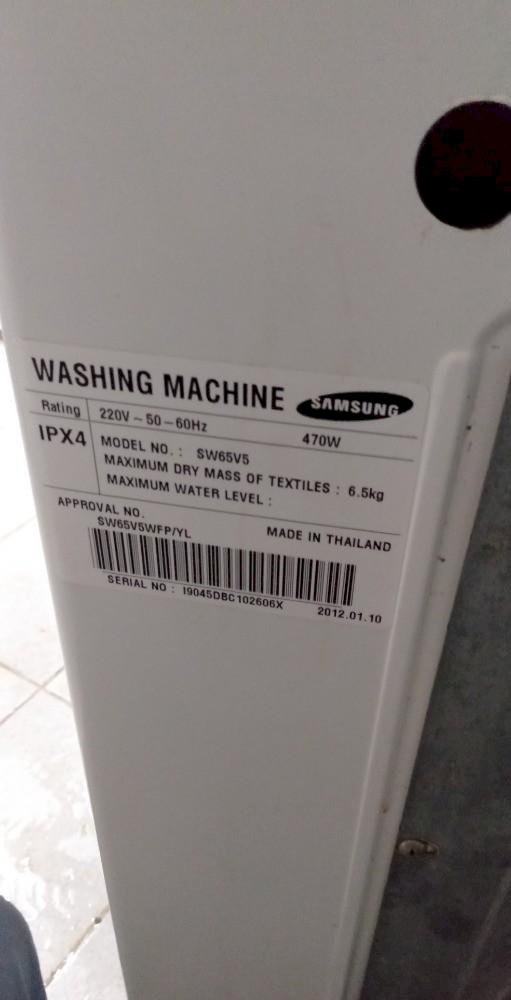 WASHING MACHINE SAMSUNG
Rating 220V ~ 50 – 60Hz 470W
IPX4 MODEL NO. : SW65V5
MAXIMUM DRY MASS OF TEXTILES : 6.5kg
MAXIMUM WATER LEVEL :
APPROVAL NO.
SW65V5WFP/YL MADE IN THAILAND
SERIAL NO : I9045DBC102606X 2012.01.10